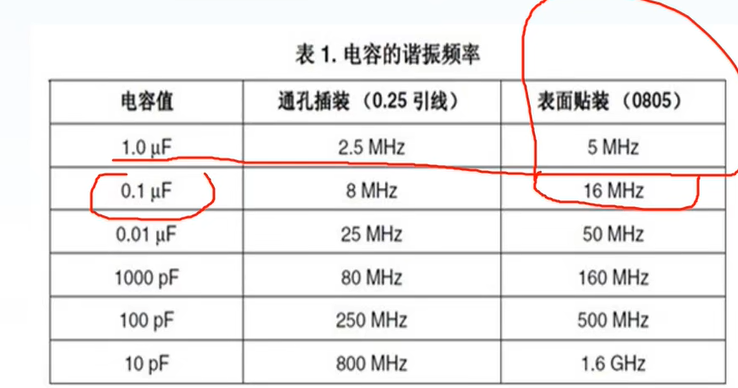 表 1. 电容的谐振频率
电容值 通孔插装（0.25 引线） 表面贴装（0805）
1.0 μF 2.5 MHz 5 MHz
0.1 μF 8 MHz 16 MHz
0.01 μF 25 MHz 50 MHz
1000 pF 80 MHz 160 MHz
100 pF 250 MHz 500 MHz
10 pF 800 MHz 1.6 GHz